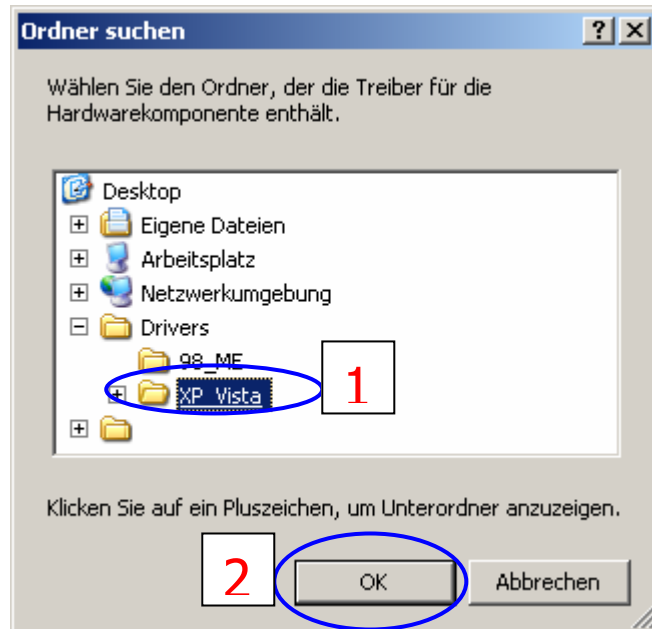 Ordner suchen
Wählen Sie den Ordner, der die Treiber für die
Hardwarekomponente enthält.
Desktop
Eigene Dateien
Arbeitsplatz
Netzwerkumgebung
Drivers
98_ME
XP_Vista
1
Klicken Sie auf ein Pluszeichen, um Unterordner anzuzeigen.
2
OK
Abbrechen